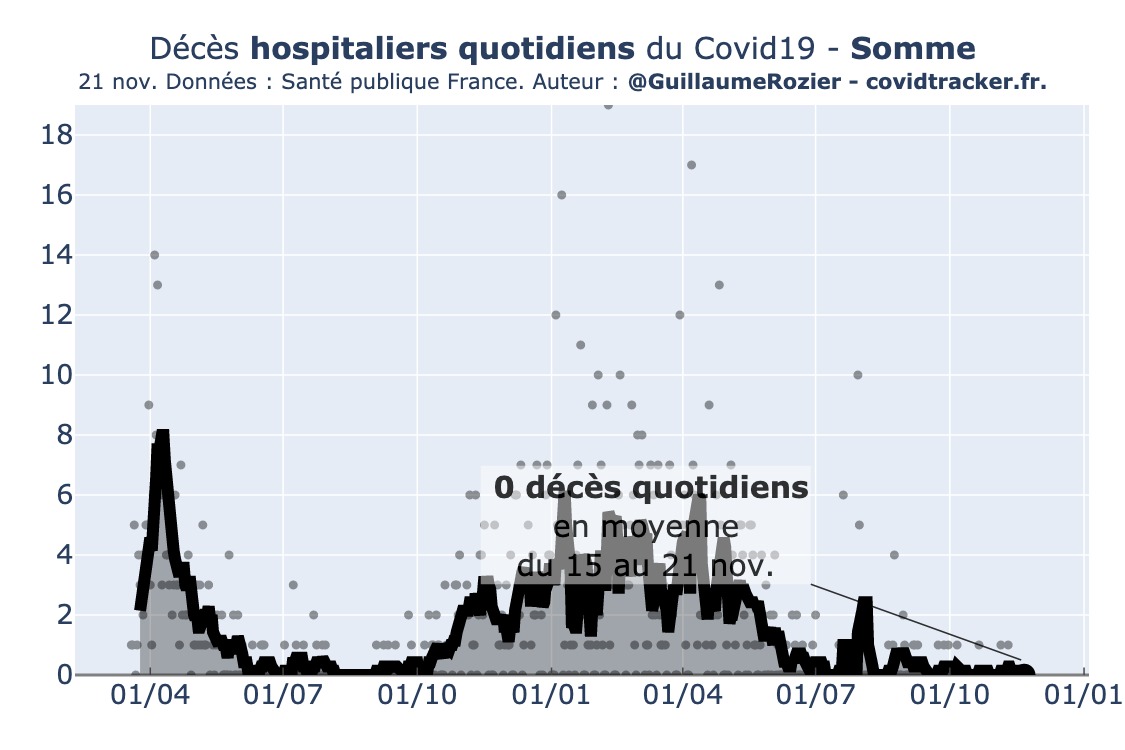 Décès hospitaliers quotidiens du Covid19 - Somme
21 nov. Données : Santé publique France. Auteur : @GuillaumeRozier - covidtracker.fr.
18
16
14
12
10
8
6
4
2
0
0 décès quotidiens
en moyenne
du 15 au 21 nov.
01/04 01/07 01/10 01/01 01/04 01/07 01/10 01/01